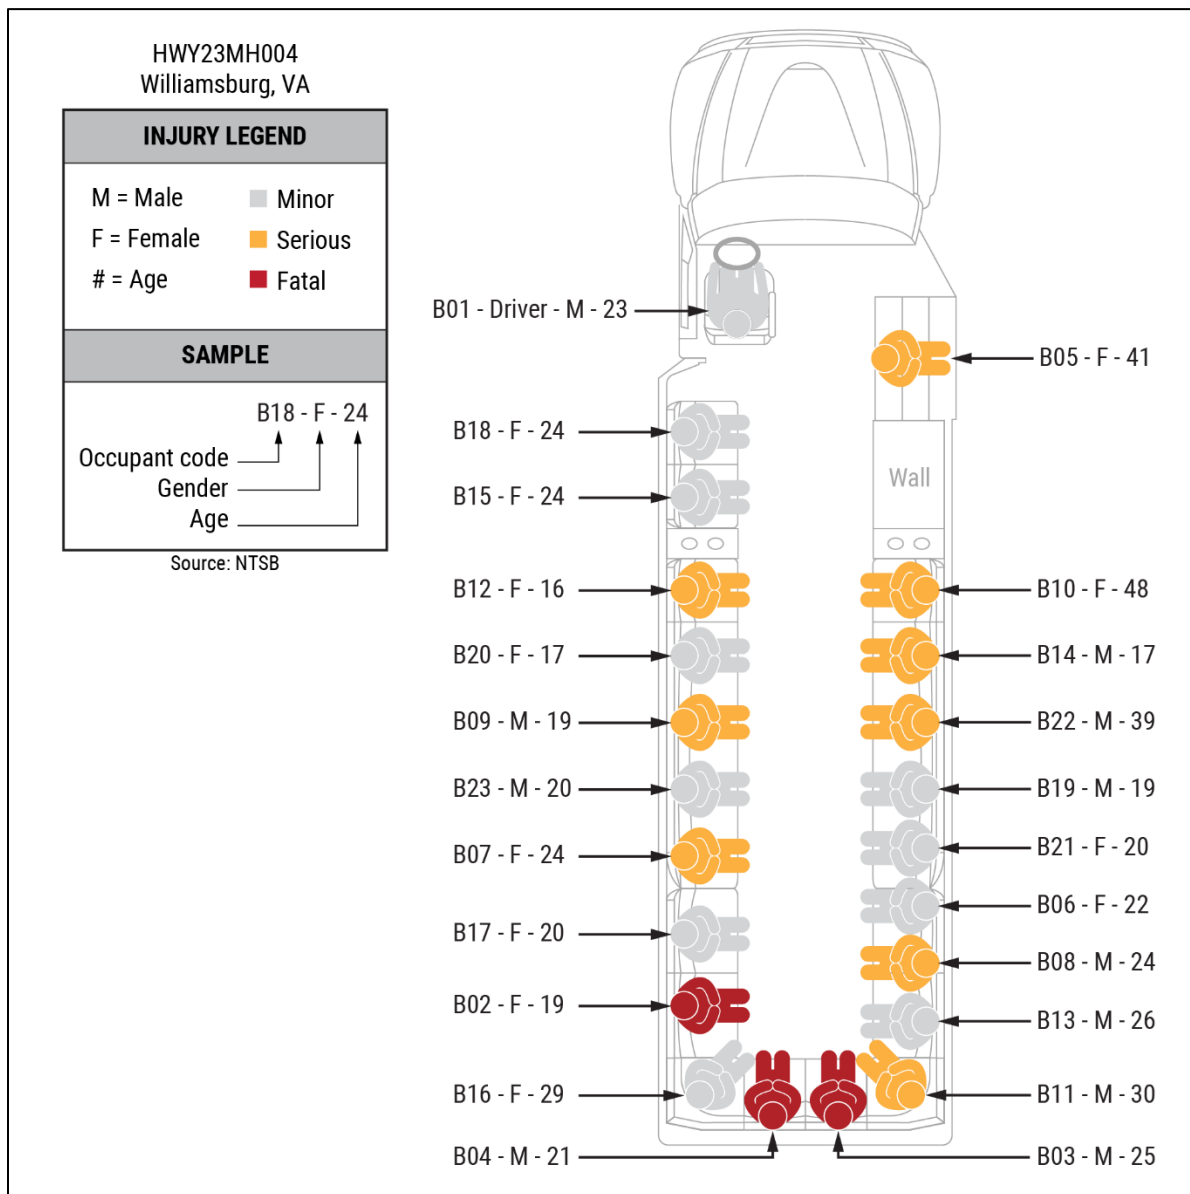 HWY23MH004
Williamsburg, VA
INJURY LEGEND
M = Male
Minor
F = Female
Serious
# = Age
Fatal
SAMPLE
B18 - F - 24
Occupant code
Gender
Age
Source: NTSB
B01 - Driver - M - 23
B05 - F - 41
B18 - F - 24
Wall
B15 - F - 24
B12 - F - 16
B10 - F - 48
B20 - F - 17
B14 - M - 17
B09 - M - 19
B22 - M - 39
B23 - M - 20
B19 - M - 19
B07 - F - 24
B21 - F - 20
B17 - F - 20
B06 - F - 22
B08 - M - 24
B02 - F - 19
B13 - M - 26
B16 - F - 29
B11 - M - 30
B04 - M - 21
B03 - M - 25